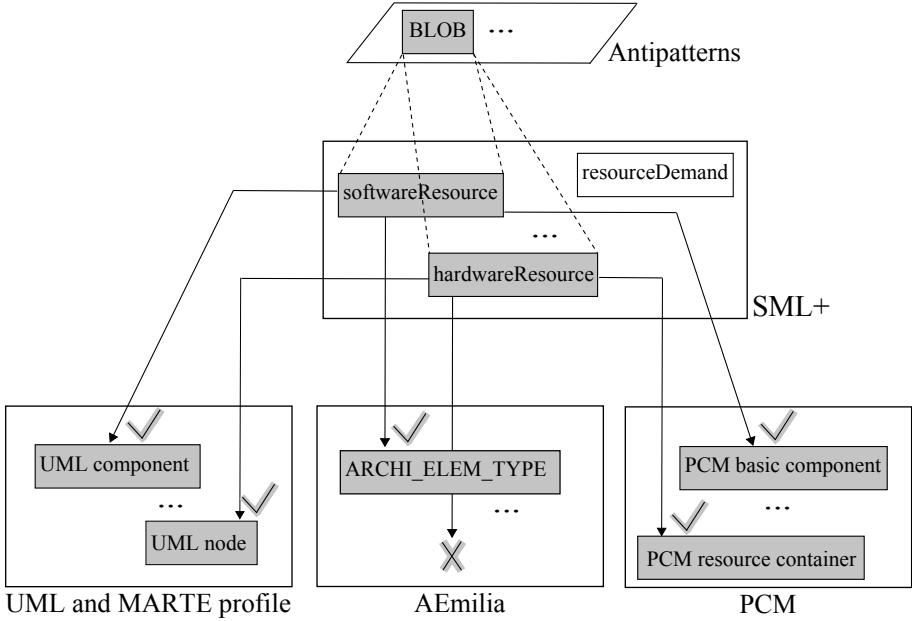 BLOB ...
Antipatterns
resourceDemand
softwareResource
...
hardwareResource
SML+
UML component
...
UML node
ARCHI_ELEM_TYPE
...
X
PCM basic component
...
PCM resource container
UML and MARTE profile
AEmilia
PCM